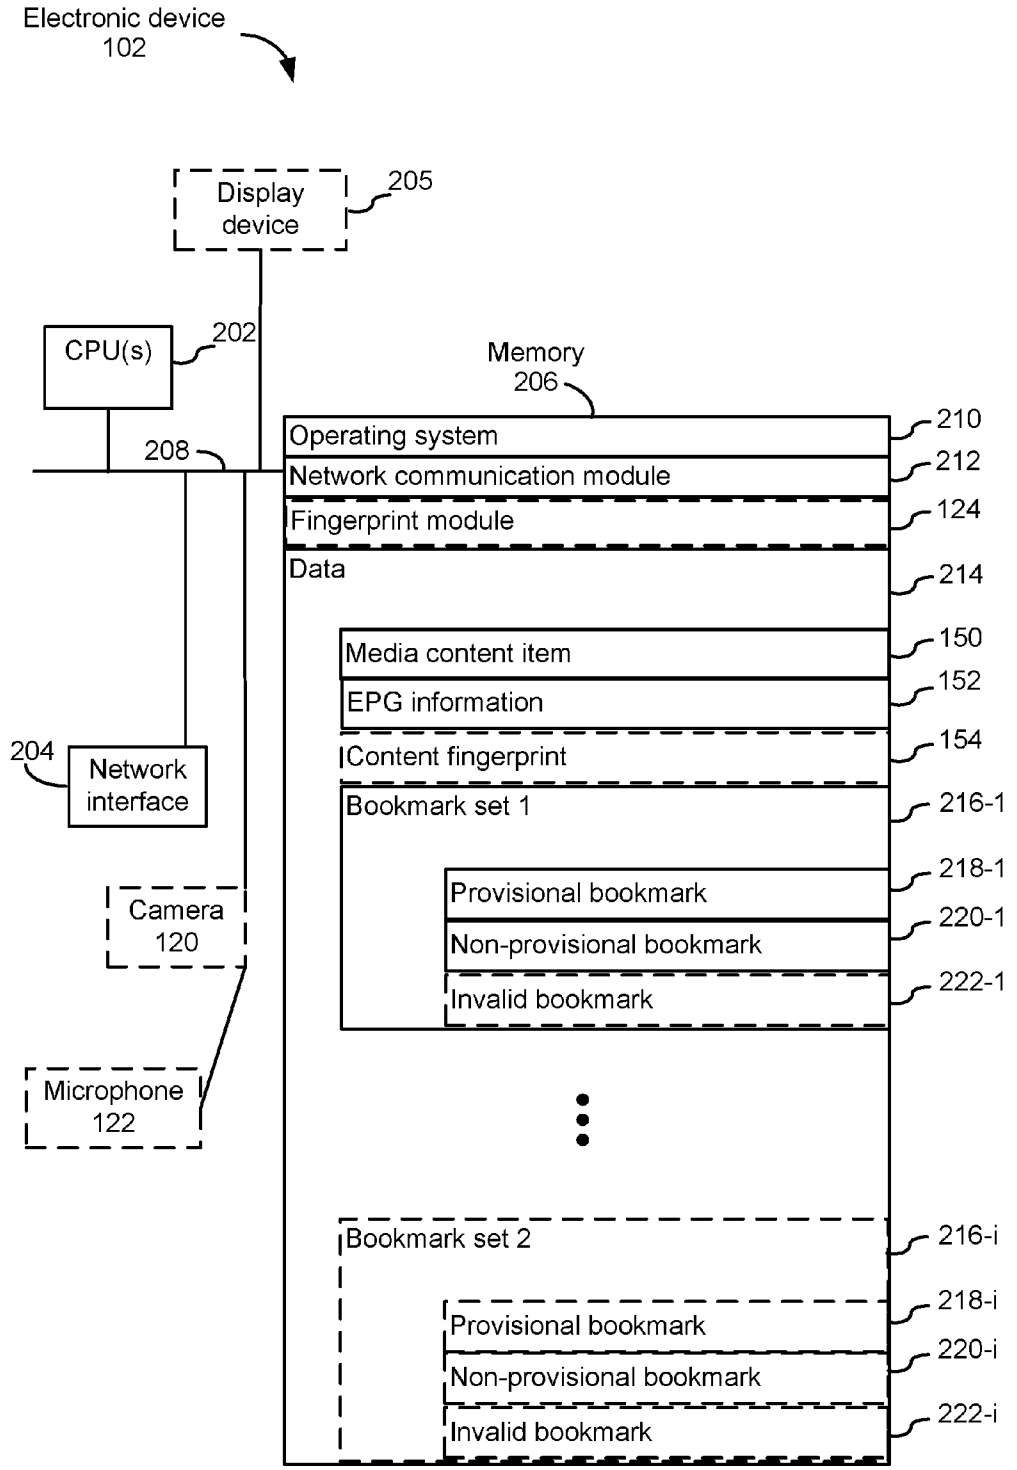 Electronic device
102
Display
device
205
CPU(s)
202
Memory
206
208
Operating system
210
Network communication module
212
Fingerprint module
124
Data
214
Media content item
150
EPG information
152
Content fingerprint
154
204
Network
interface
Bookmark set 1
216-1
Provisional bookmark
218-1
Camera
120
Non-provisional bookmark
220-1
Invalid bookmark
222-1
Microphone
122
Bookmark set 2
216-i
Provisional bookmark
218-i
Non-provisional bookmark
220-i
Invalid bookmark
222-i